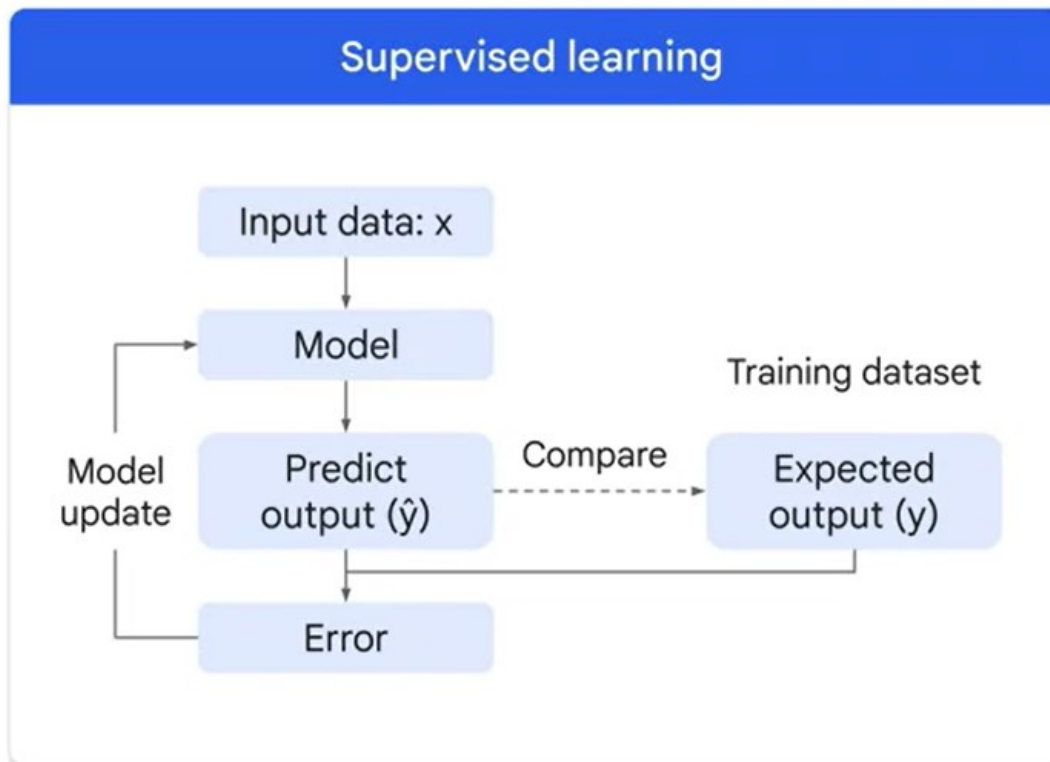 Supervised learning
Input data: x
Model
Training dataset
Model
update
Predict
output (ŷ)
Compare
Expected
output (y)
Error